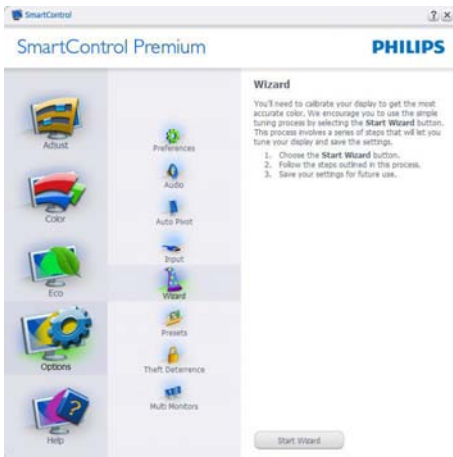 SmartControl
SmartControl Premium
PHILIPS
Adjust
Color
Eco
Options
Help
Preferences
Audio
Auto Pivot
Input
Wizard
Presets
Theft Deterrence
Multi Monitors
Wizard
You'll need to calibrate your display to get the most
accurate color. We encourage you to use the simple
tuning process by selecting the Start Wizard button.
This process involves a series of steps that will let you
tune your display and save the settings.
1. Choose the Start Wizard button.
2. Follow the steps outlined in this process.
3. Save your settings for future use.
Start Wizard